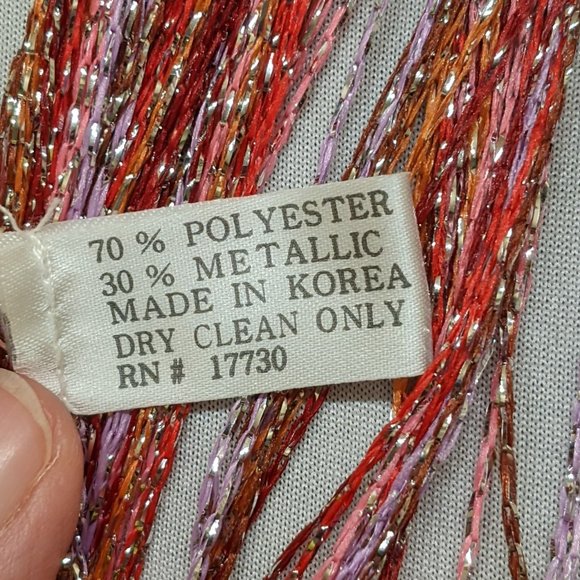 70 % POLYESTER
30 % METALLIC
MADE IN KOREA
DRY CLEAN ONLY
RN # 17730